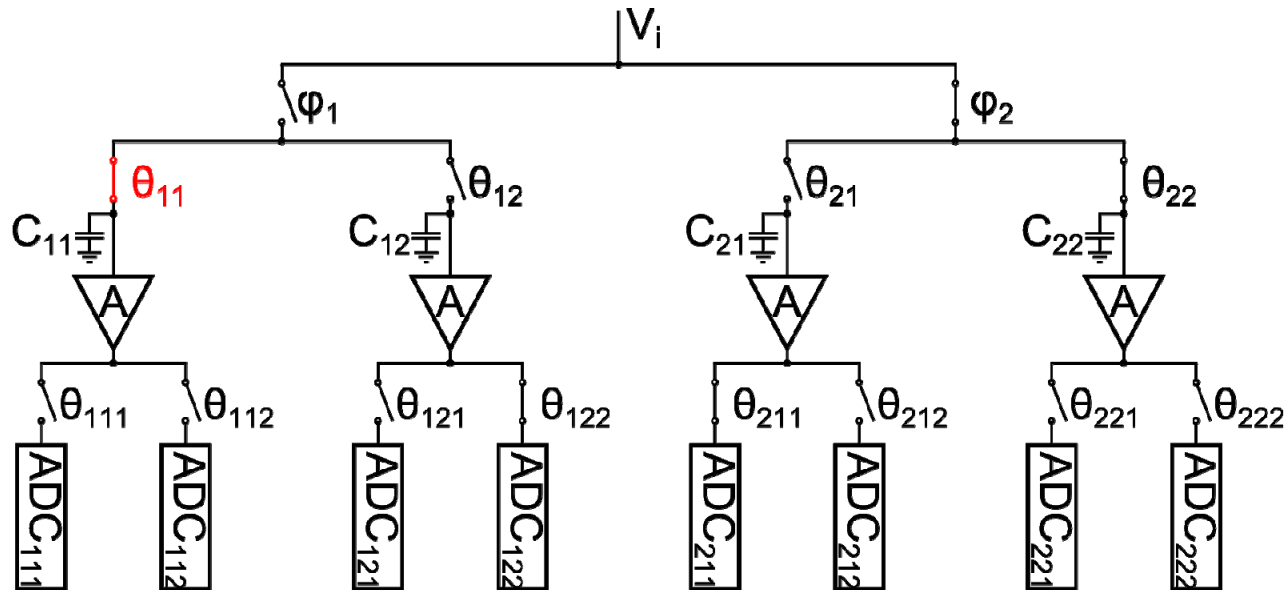 Vᵢ
φ₁ φ₂
θ₁₁ θ₁₂ θ₂₁ θ₂₂
C₁₁ C₁₂ C₂₁ C₂₂
A A A A
θ₁₁₁ θ₁₁₂ θ₁₂₁ θ₁₂₂ θ₂₁₁ θ₂₁₂ θ₂₂₁ θ₂₂₂
ADC₁₁₁ ADC₁₁₂ ADC₁₂₁ ADC₁₂₂ ADC₂₁₁ ADC₂₁₂ ADC₂₂₁ ADC₂₂₂